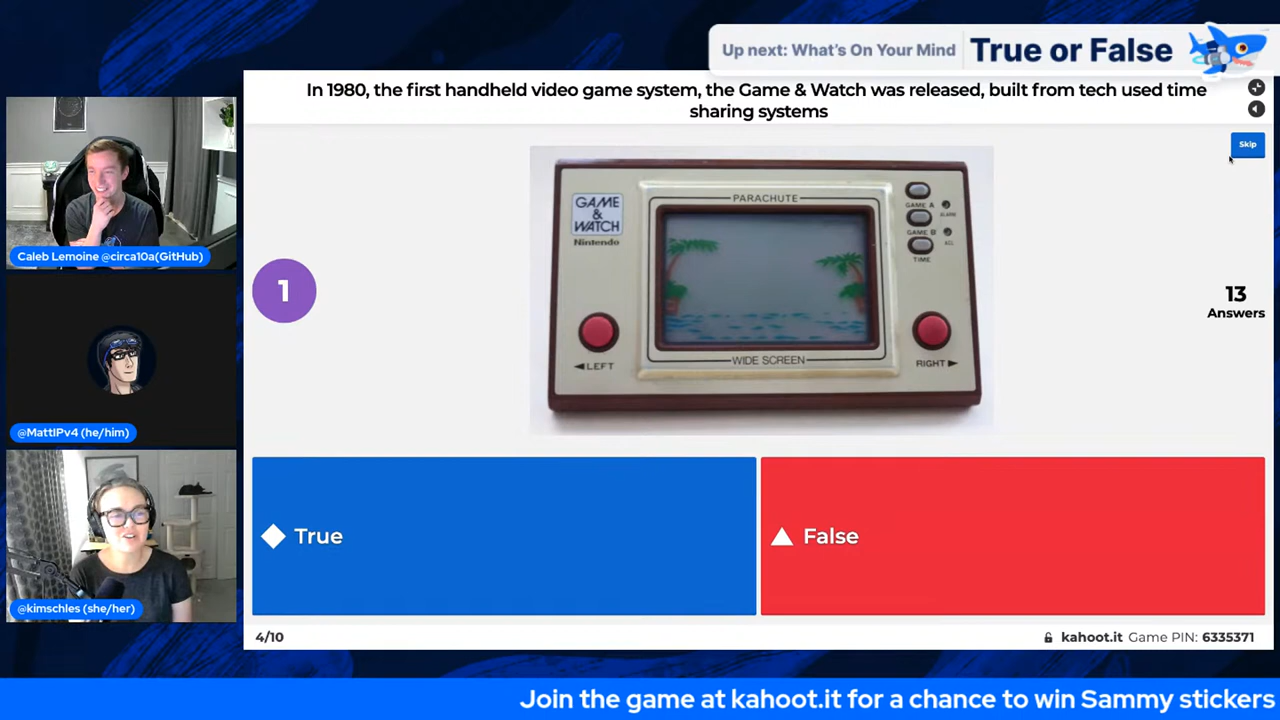 Up next: What's On Your Mind
True or False
In 1980, the first handheld video game system, the Game & Watch was released, built from tech used time
sharing systems
Skip
Caleb Lemoine @circa10a(GitHub)
@MattIPv4 (he/him)
@kimschles (she/her)
1
GAME
&
WATCH
Nintendo
PARACHUTE
GAME A
ALARM
GAME B
ACL
TIME
◄LEFT
WIDE SCREEN
RIGHT►
13
Answers
True
False
4/10
kahoot.it Game PIN: 6335371
Join the game at kahoot.it for a chance to win Sammy stickers